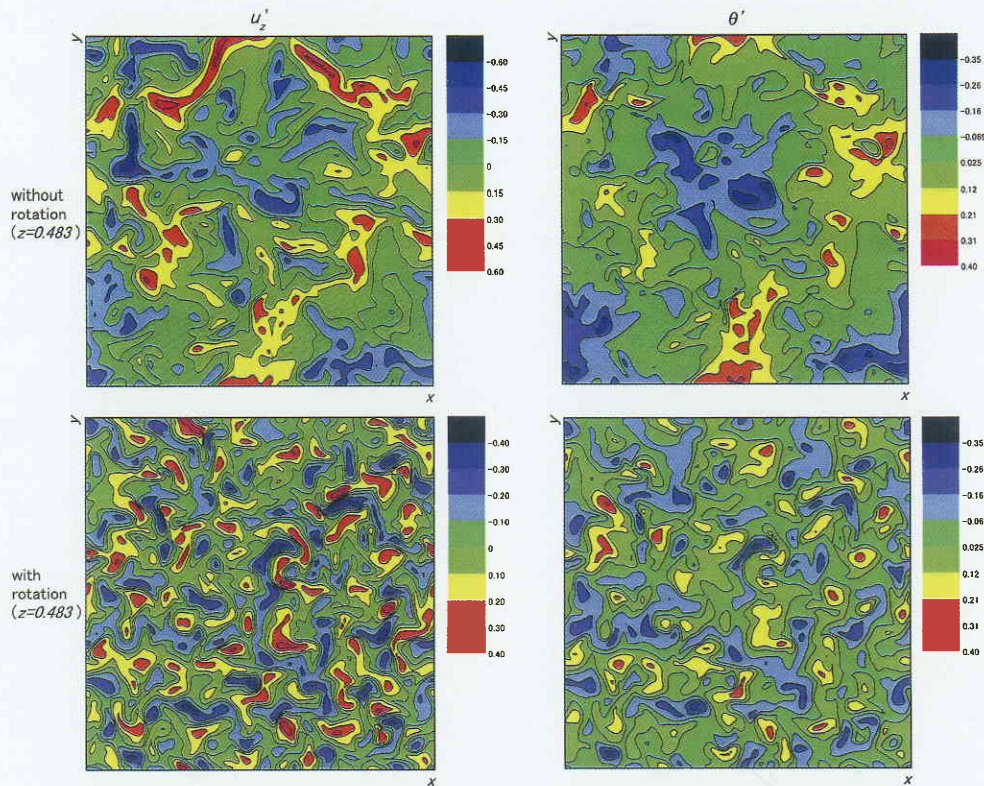 u_z'
θ'
y
-0.60
-0.45
-0.30
-0.15
0
0.15
0.30
0.45
0.60
x
y
-0.35
-0.26
-0.16
-0.069
0.025
0.12
0.21
0.31
0.40
x
without
rotation
(z=0.483)
y
-0.40
-0.30
-0.20
-0.10
0
0.10
0.20
0.30
0.40
x
y
-0.35
-0.26
-0.16
-0.06
0.025
0.12
0.21
0.31
0.40
x
with
rotation
(z=0.483)